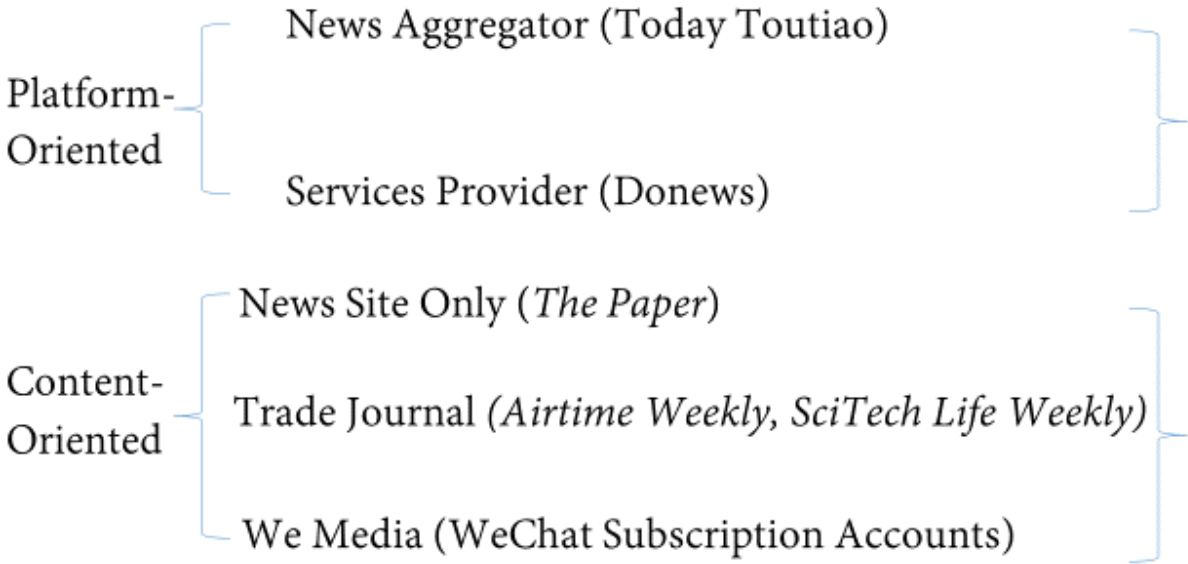 News Aggregator (Today Toutiao)
Platform-
Oriented
Services Provider (Donews)
News Site Only (The Paper)
Content-
Oriented
Trade Journal (Airtime Weekly, SciTech Life Weekly)
We Media (WeChat Subscription Accounts)